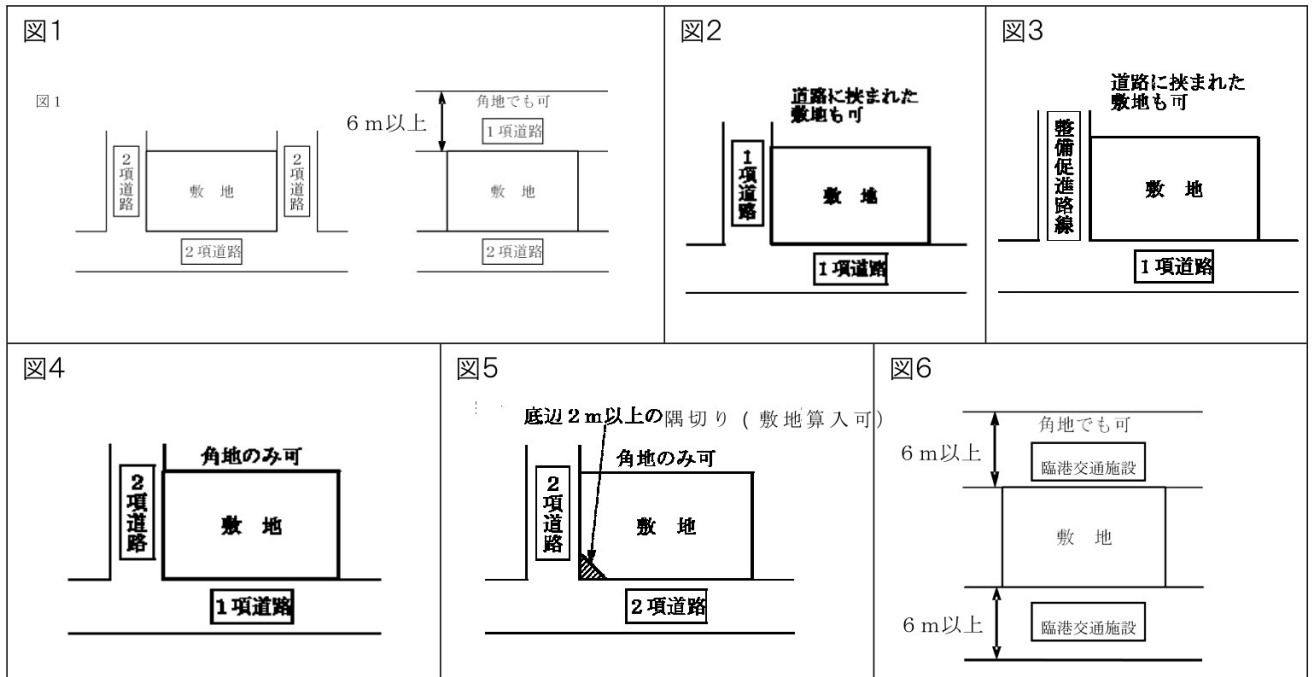 図1
図1
2項道路
敷 地
2項道路
2項道路
角地でも可
6m以上
1項道路
敷 地
2項道路
図2
道路に挟まれた
敷地も可
1項道路
敷 地
1項道路
図3
道路に挟まれた
敷地も可
整備促進路線
敷 地
1項道路
図4
角地のみ可
2項道路
敷 地
1項道路
図5
底辺2m以上の隅切り(敷地算入可)
角地のみ可
2項道路
敷 地
2項道路
図6
角地でも可
6m以上
臨港交通施設
敷 地
6m以上
臨港交通施設